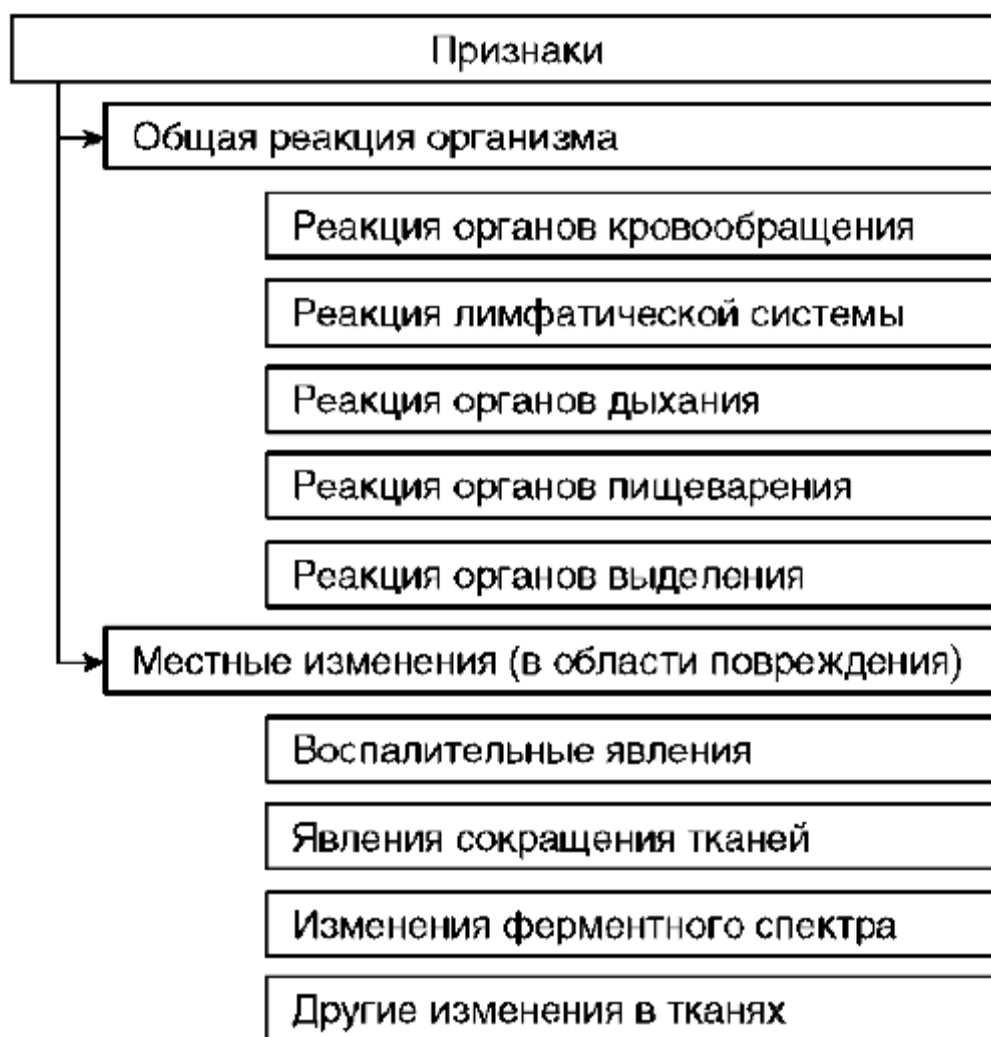 Признаки
Общая реакция организма
Реакция органов кровообращения
Реакция лимфатической системы
Реакция органов дыхания
Реакция органов пищеварения
Реакция органов выделения
Местные изменения (в области повреждения)
Воспалительные явления
Явления сокращения тканей
Изменения ферментного спектра
Другие изменения в тканях